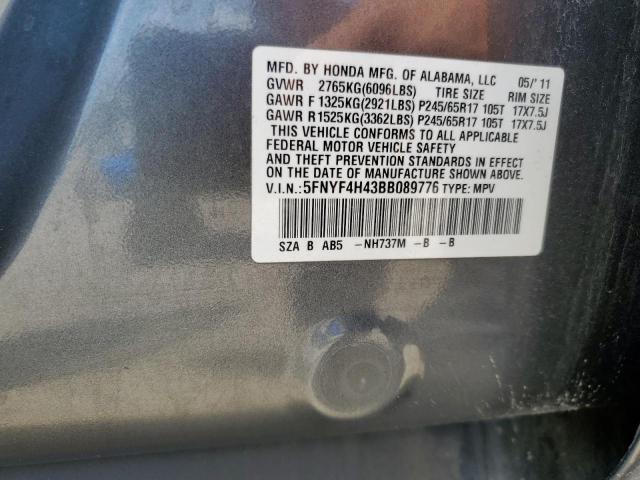 MFD. BY HONDA MFG. OF ALABAMA, LLC 05/'11
GVWR 2765KG(6096LBS) TIRE SIZE RIM SIZE
GAWR F 1325KG(2921LBS) P245/65R17 105T 17X7.5J
GAWR R1525KG(3362LBS) P245/65R17 105T 17X7.5J
THIS VEHICLE CONFORMS TO ALL APPLICABLE
FEDERAL MOTOR VEHICLE SAFETY
AND THEFT PREVENTION STANDARDS IN EFFECT
ON THE DATE OF MANUFACTURE SHOWN ABOVE.
V.I.N.: 5FNYF4H43BB089776 TYPE: MPV
SZA B AB5 -NH737M -B -B